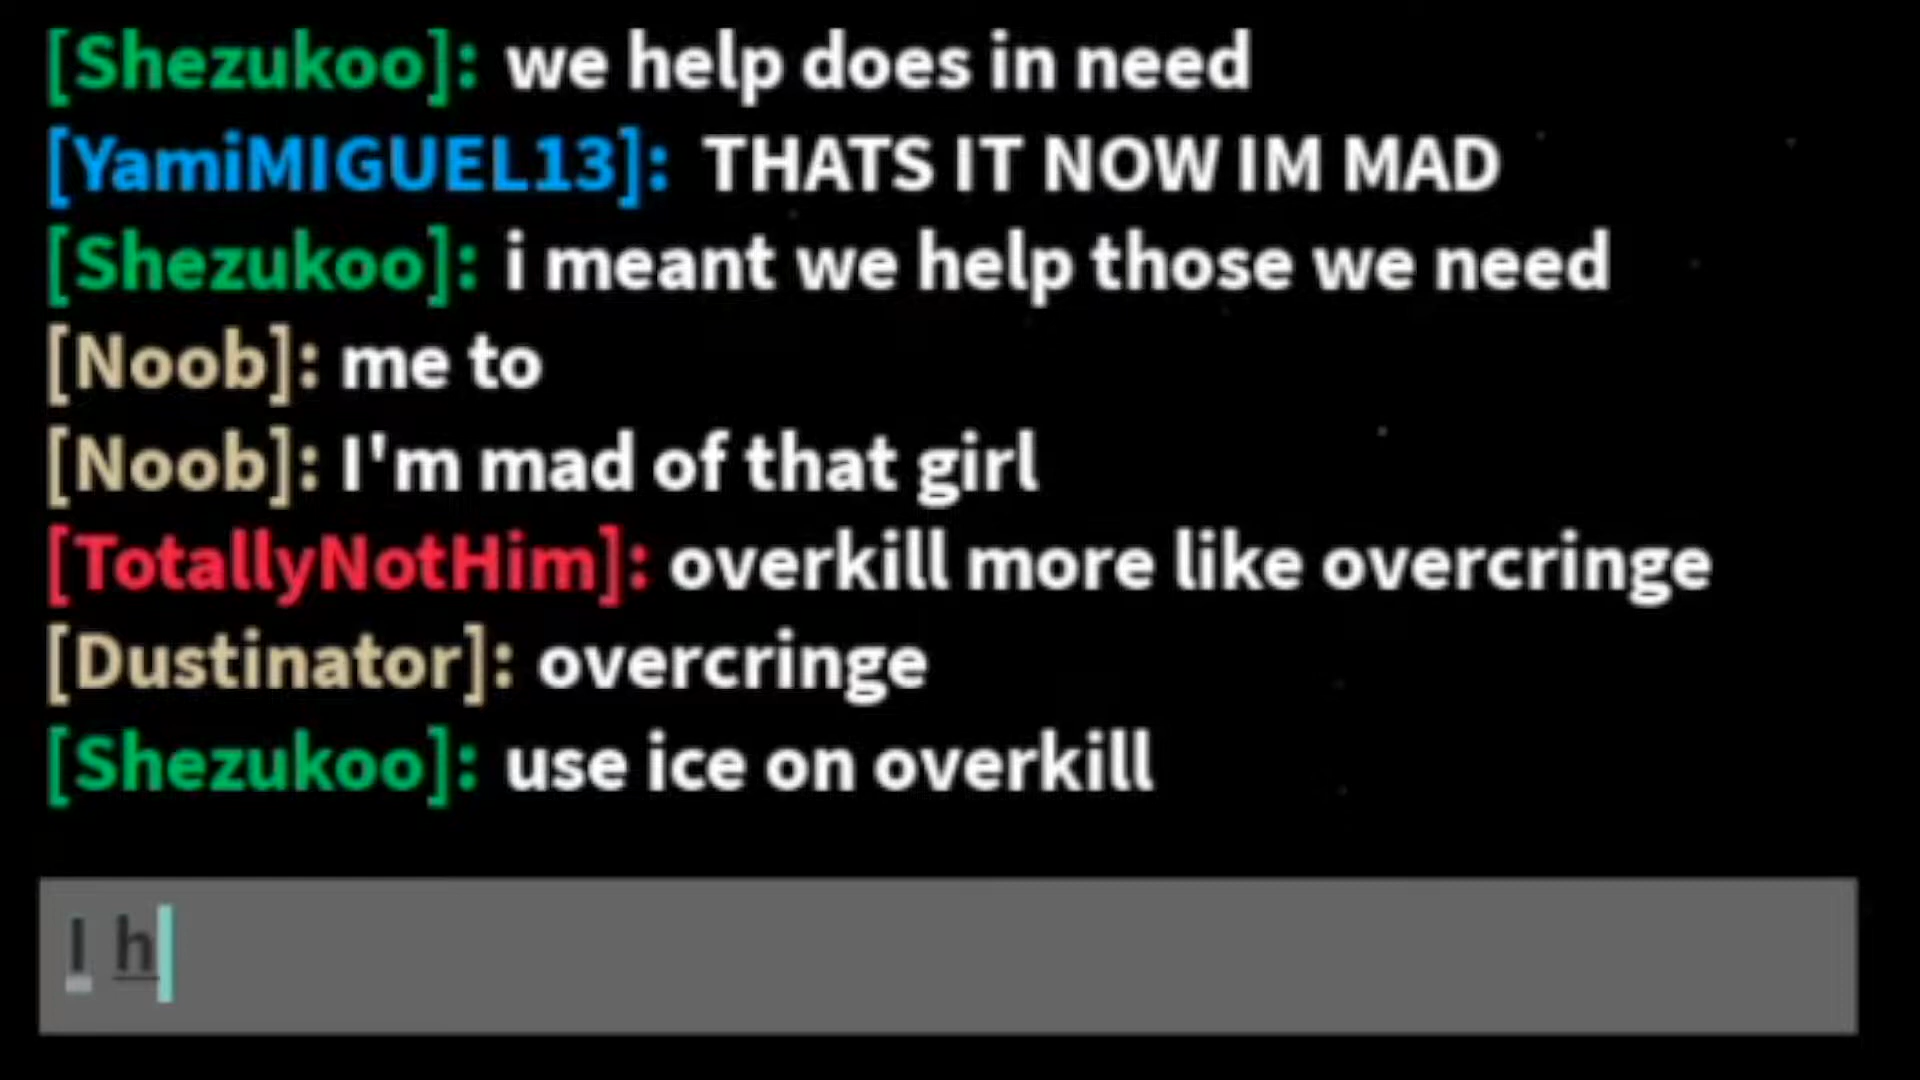 [Shezukoo]: we help does in need
[YamiMIGUEL13]: THATS IT NOW IM MAD
[Shezukoo]: i meant we help those we need
[Noob]: me to
[Noob]: I'm mad of that girl
[TotallyNotHim]: overkill more like overcringe
[Dustinator]: overcringe
[Shezukoo]: use ice on overkill
I h